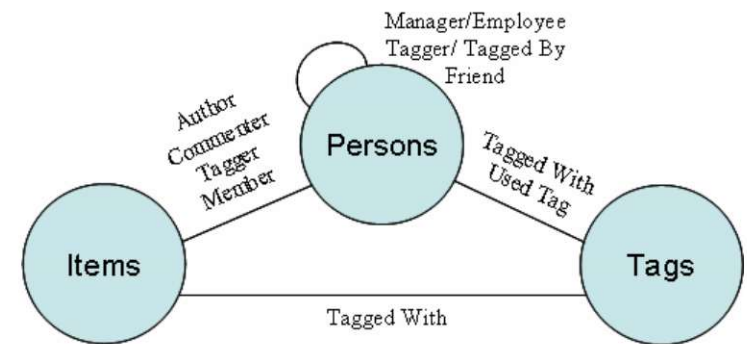 Manager/Employee
Tagger/ Tagged By
Friend
Author
Commenter
Tagger
Member
Persons
Tagged With
Used Tag
Items
Tags
Tagged With